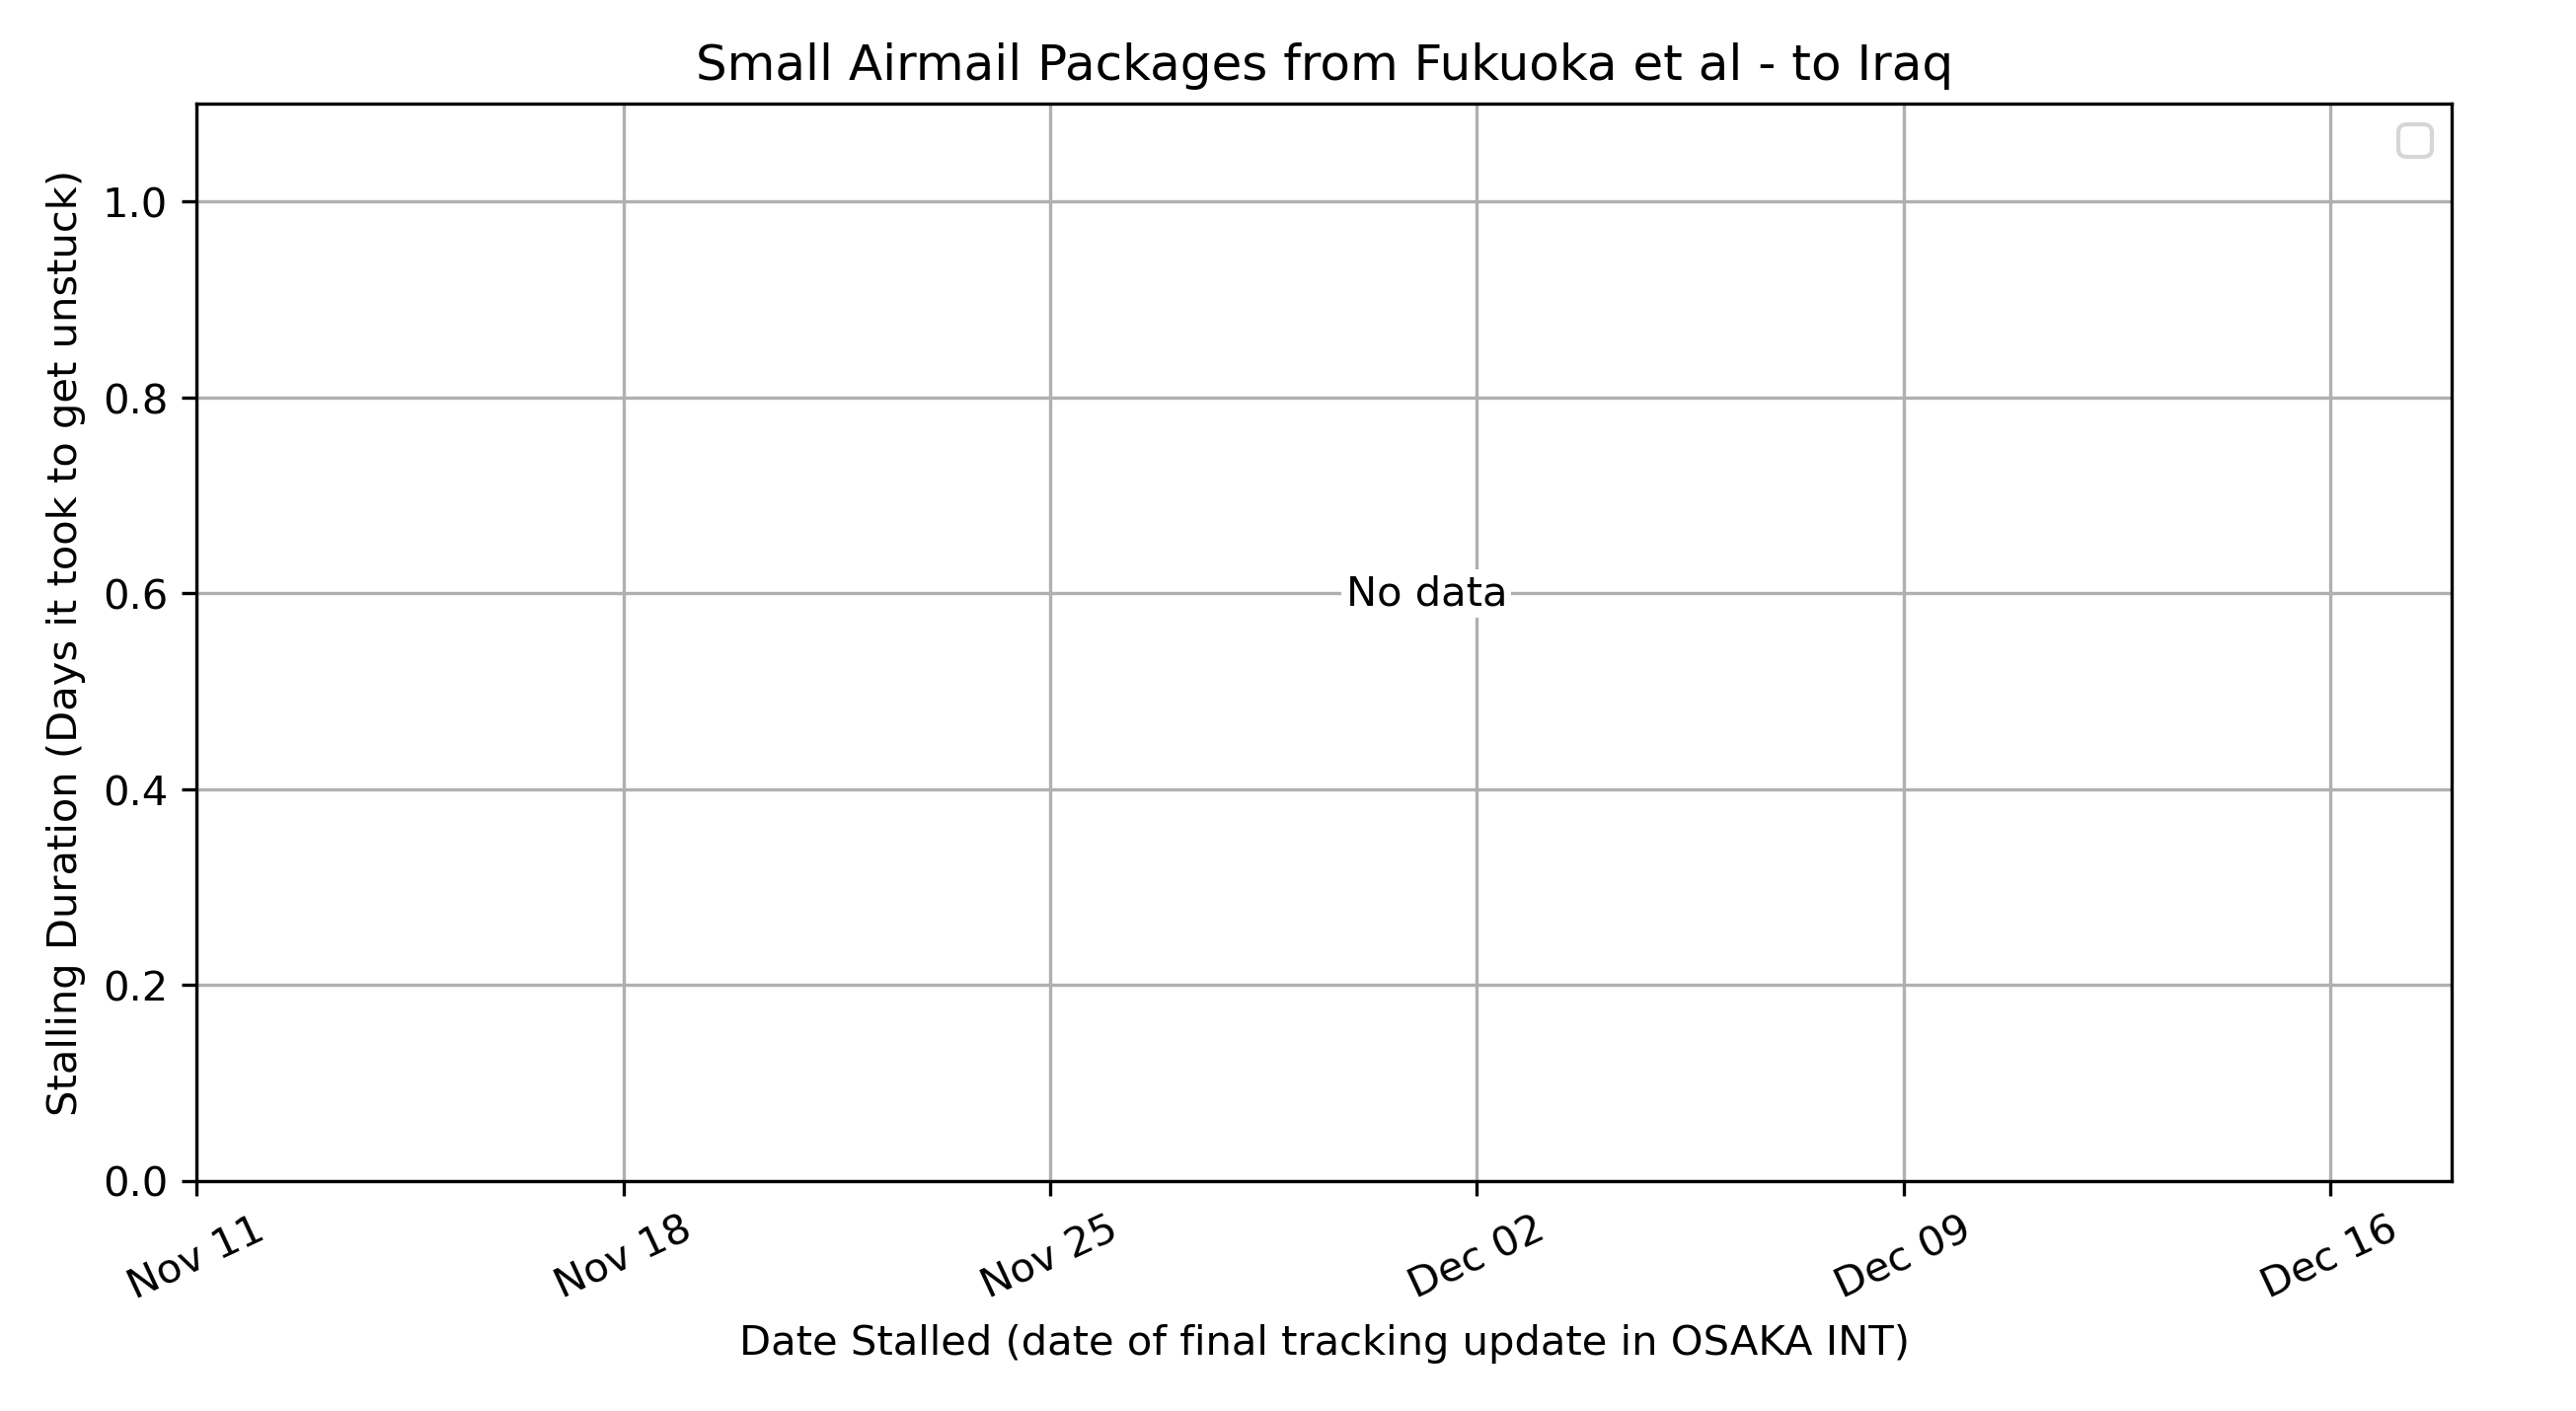 Small Airmail Packages from Fukuoka et al - to Iraq
Stalling Duration (Days it took to get unstuck)
1.0
0.8
0.6
0.4
0.2
0.0
No data
Nov 11
Nov 18
Nov 25
Dec 02
Dec 09
Dec 16
Date Stalled (date of final tracking update in OSAKA INT)